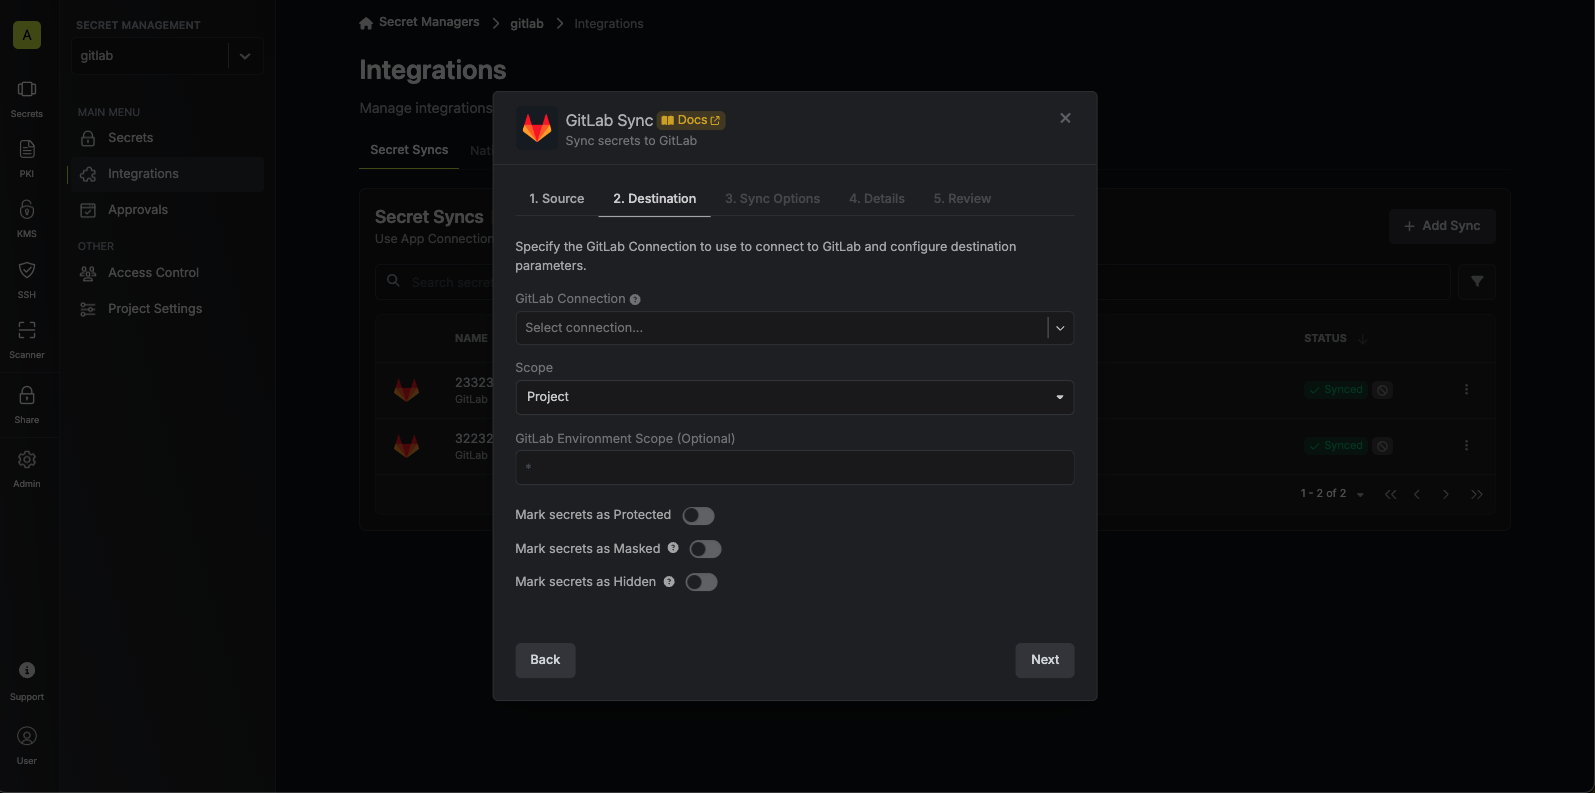 A
Secrets
PKI
KMS
SSH
Scanner
Share
Admin
Support
User
SECRET MANAGEMENT
gitlab
MAIN MENU
Secrets
Integrations
Approvals
OTHER
Access Control
Project Settings
Secret Managers > gitlab > Integrations
Integrations
Manage integrations
Secret Syncs
Secret Syncs
Use App Connection
+ Add Sync
NAME
STATUS
23323
GitLab
Synced
32232
GitLab
Synced
1 - 2 of 2
GitLab Sync Docs
Sync secrets to GitLab
1. Source 2. Destination 3. Sync Options 4. Details 5. Review
Specify the GitLab Connection to use to connect to GitLab and configure destination
parameters.
GitLab Connection
Select connection...
Scope
Project
GitLab Environment Scope (Optional)
*
Mark secrets as Protected
Mark secrets as Masked
Mark secrets as Hidden
Back
Next